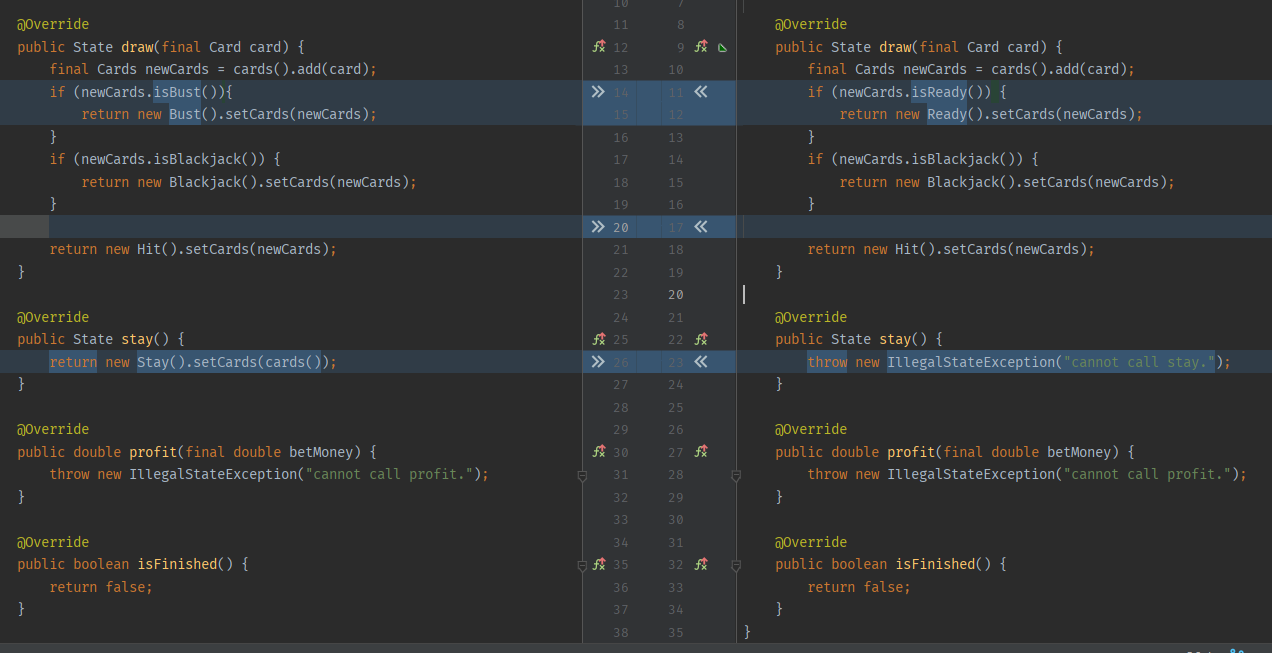 10 7
@Override 11 8 @Override
public State draw(final Card card) { 12 9 public State draw(final Card card) {
final Cards newCards = cards().add(card); 13 10 final Cards newCards = cards().add(card);
if (newCards.isBust()){ 14 11 if (newCards.isReady()) {
return new Bust().setCards(newCards); 15 12 return new Ready().setCards(newCards);
} 16 13 }
if (newCards.isBlackjack()) { 17 14 if (newCards.isBlackjack()) {
return new Blackjack().setCards(newCards); 18 15 return new Blackjack().setCards(newCards);
} 19 16 }
20 17
return new Hit().setCards(newCards); 21 18 return new Hit().setCards(newCards);
} 22 19 }
23 20
@Override 24 21 @Override
public State stay() { 25 22 public State stay() {
return new Stay().setCards(cards()); 26 23 throw new IllegalStateException("cannot call stay.");
} 27 24 }
28 25
@Override 29 26 @Override
public double profit(final double betMoney) { 30 27 public double profit(final double betMoney) {
throw new IllegalStateException("cannot call profit."); 31 28 throw new IllegalStateException("cannot call profit.");
} 32 29 }
33 30
@Override 34 31 @Override
public boolean isFinished() { 35 32 public boolean isFinished() {
return false; 36 33 return false;
} 37 34 }
38 35 }